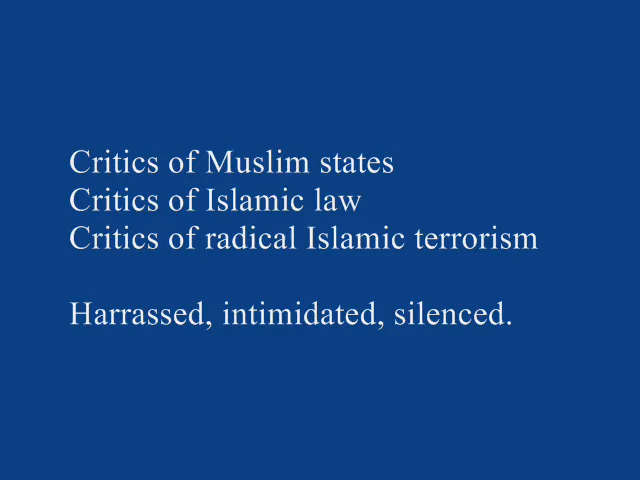 Critics of Muslim states
Critics of Islamic law
Critics of radical Islamic terrorism
Harrassed, intimidated, silenced.